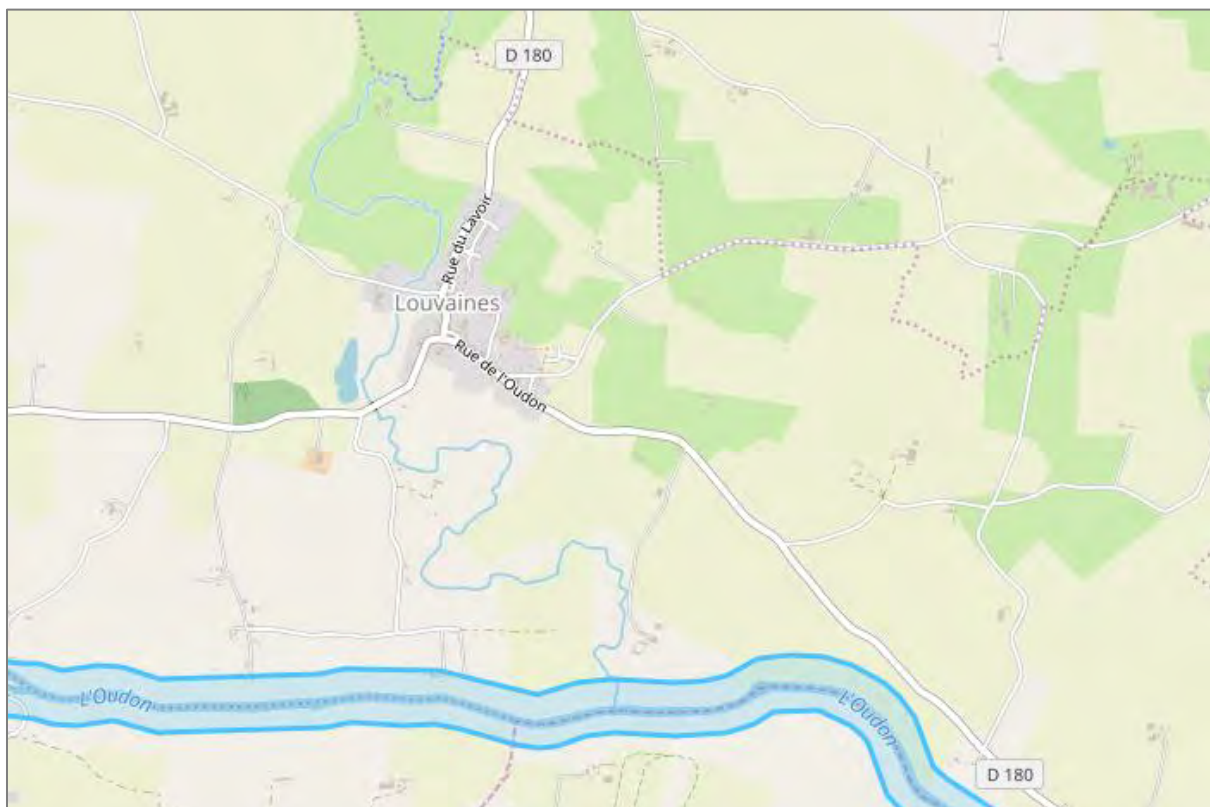 D 180
Rue du Lavoir
Louvaines
Rue de l'Oudon
L'Oudon
L'Oudon
D 180